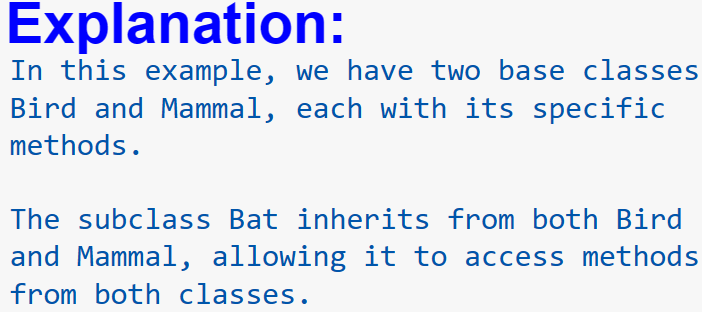 Explanation:
In this example, we have two base classes
Bird and Mammal, each with its specific
methods.
The subclass Bat inherits from both Bird
and Mammal, allowing it to access methods
from both classes.